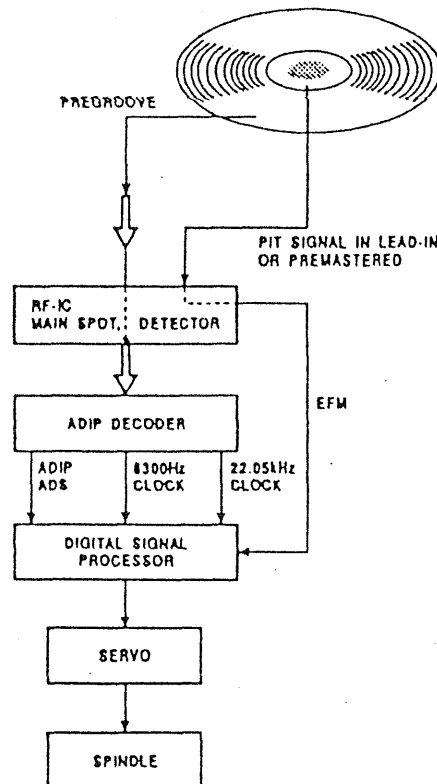 PREGROOVE
PIT SIGNAL IN LEAD-IN
OR PREMASTERED
RF-IC
MAIN SPOT, DETECTOR
EFM
ADIP DECODER
ADIP
ADS
6300Hz
CLOCK
22.05kHz
CLOCK
DIGITAL SIGNAL
PROCESSOR
SERVO
SPINDLE